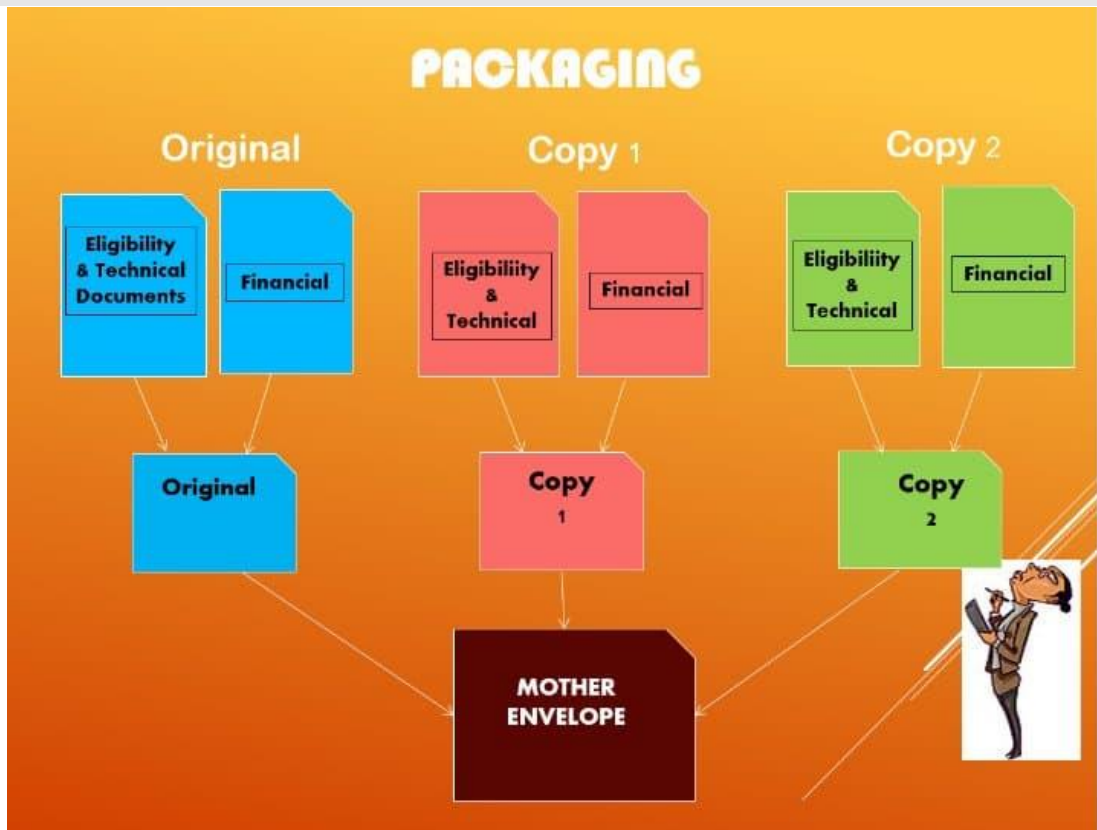 PACKAGING
Original
Copy 1
Copy 2
Eligibility
& Technical
Documents
Financial
Eligibiliity
&
Technical
Financial
Eligibiliity
&
Technical
Financial
Original
Copy
1
Copy
2
MOTHER
ENVELOPE